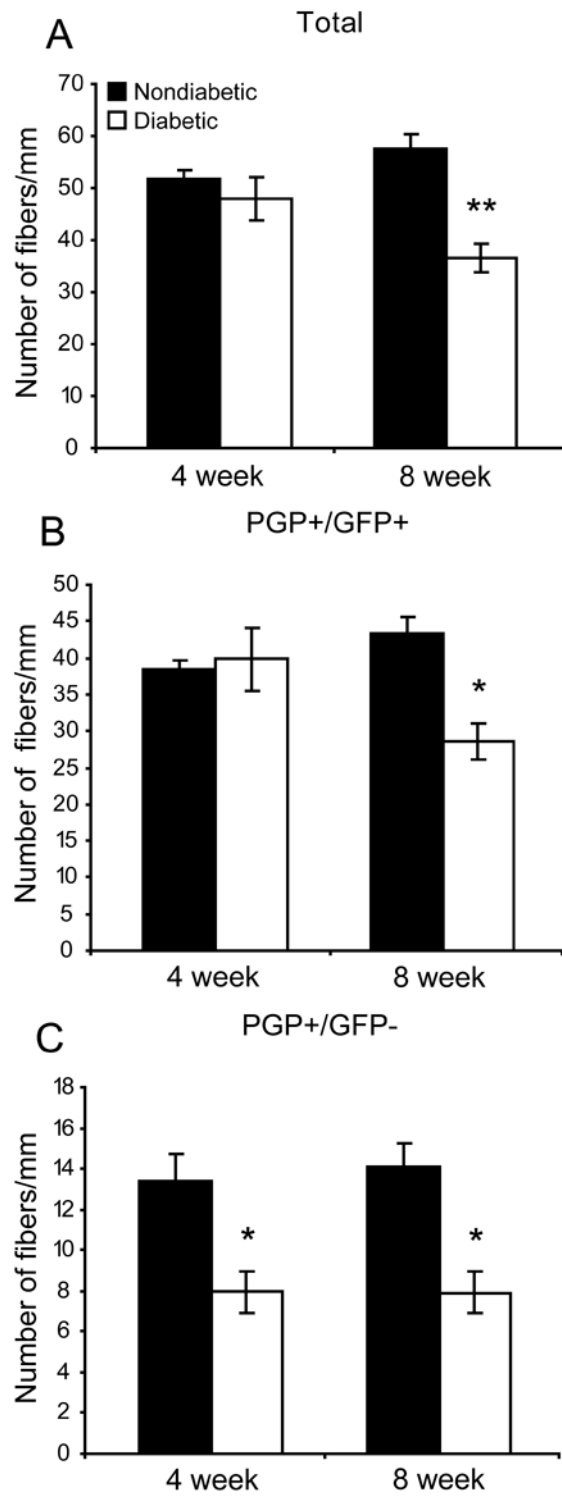 A
Total
Number of fibers/mm
70
60
50
40
30
20
10
0
Nondiabetic
Diabetic
**
4 week
8 week
B
PGP+/GFP+
Number of fibers/mm
50
45
40
35
30
25
20
15
10
5
0
*
4 week
8 week
C
PGP+/GFP-
Number of fibers/mm
18
16
14
12
10
8
6
4
2
0
*
*
4 week
8 week